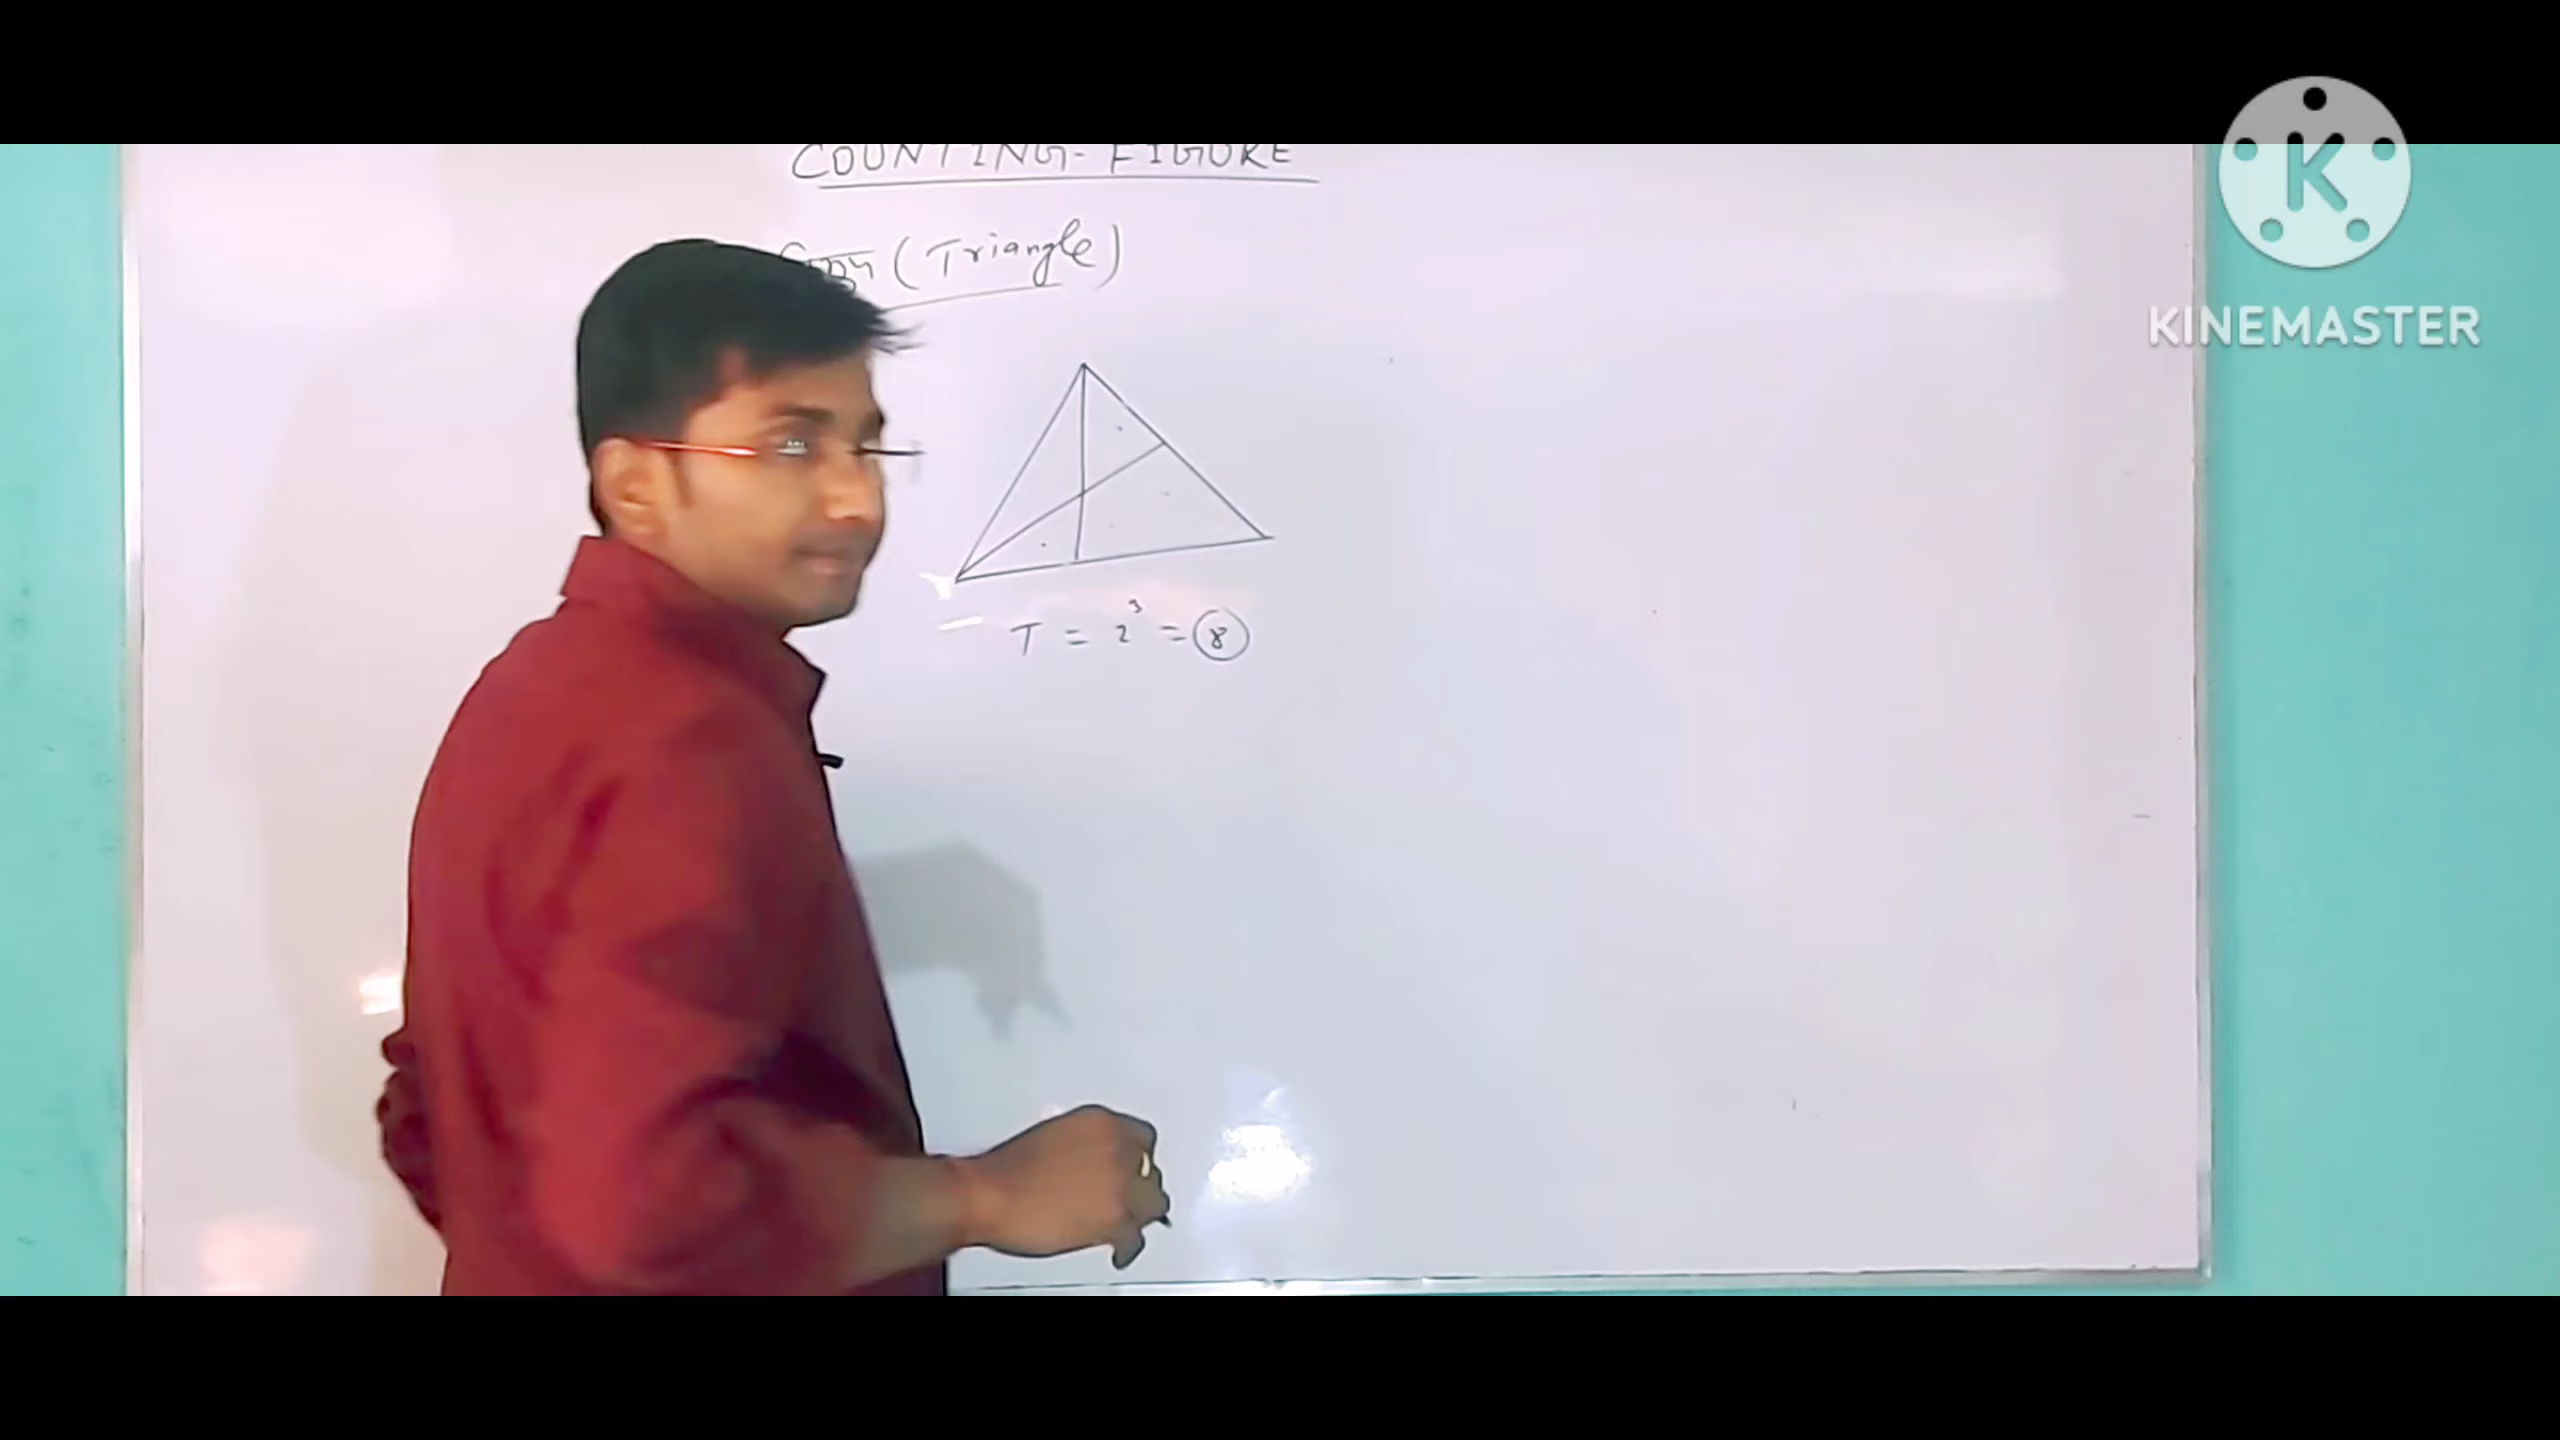 COUNTING- FIGURE
(Triangle)
T = 2³ = 8
K
KINEMASTER